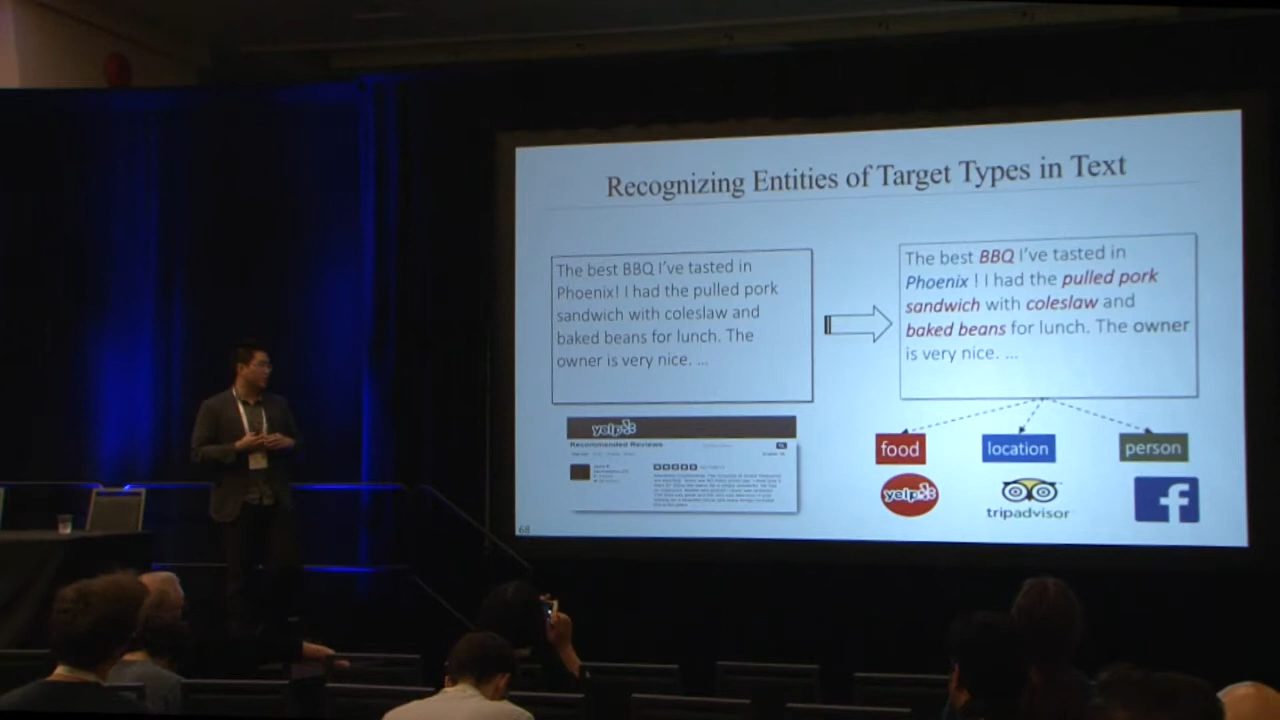 Recognizing Entities of Target Types in Text
The best BBQ I've tasted in
Phoenix! I had the pulled pork
sandwich with coleslaw and
baked beans for lunch. The
owner is very nice. ...
The best BBQ I've tasted in
Phoenix ! I had the pulled pork
sandwich with coleslaw and
baked beans for lunch. The owner
is very nice. ...
yelp
Recommended Reviews
food
location
person
yelp
tripadvisor
f
68